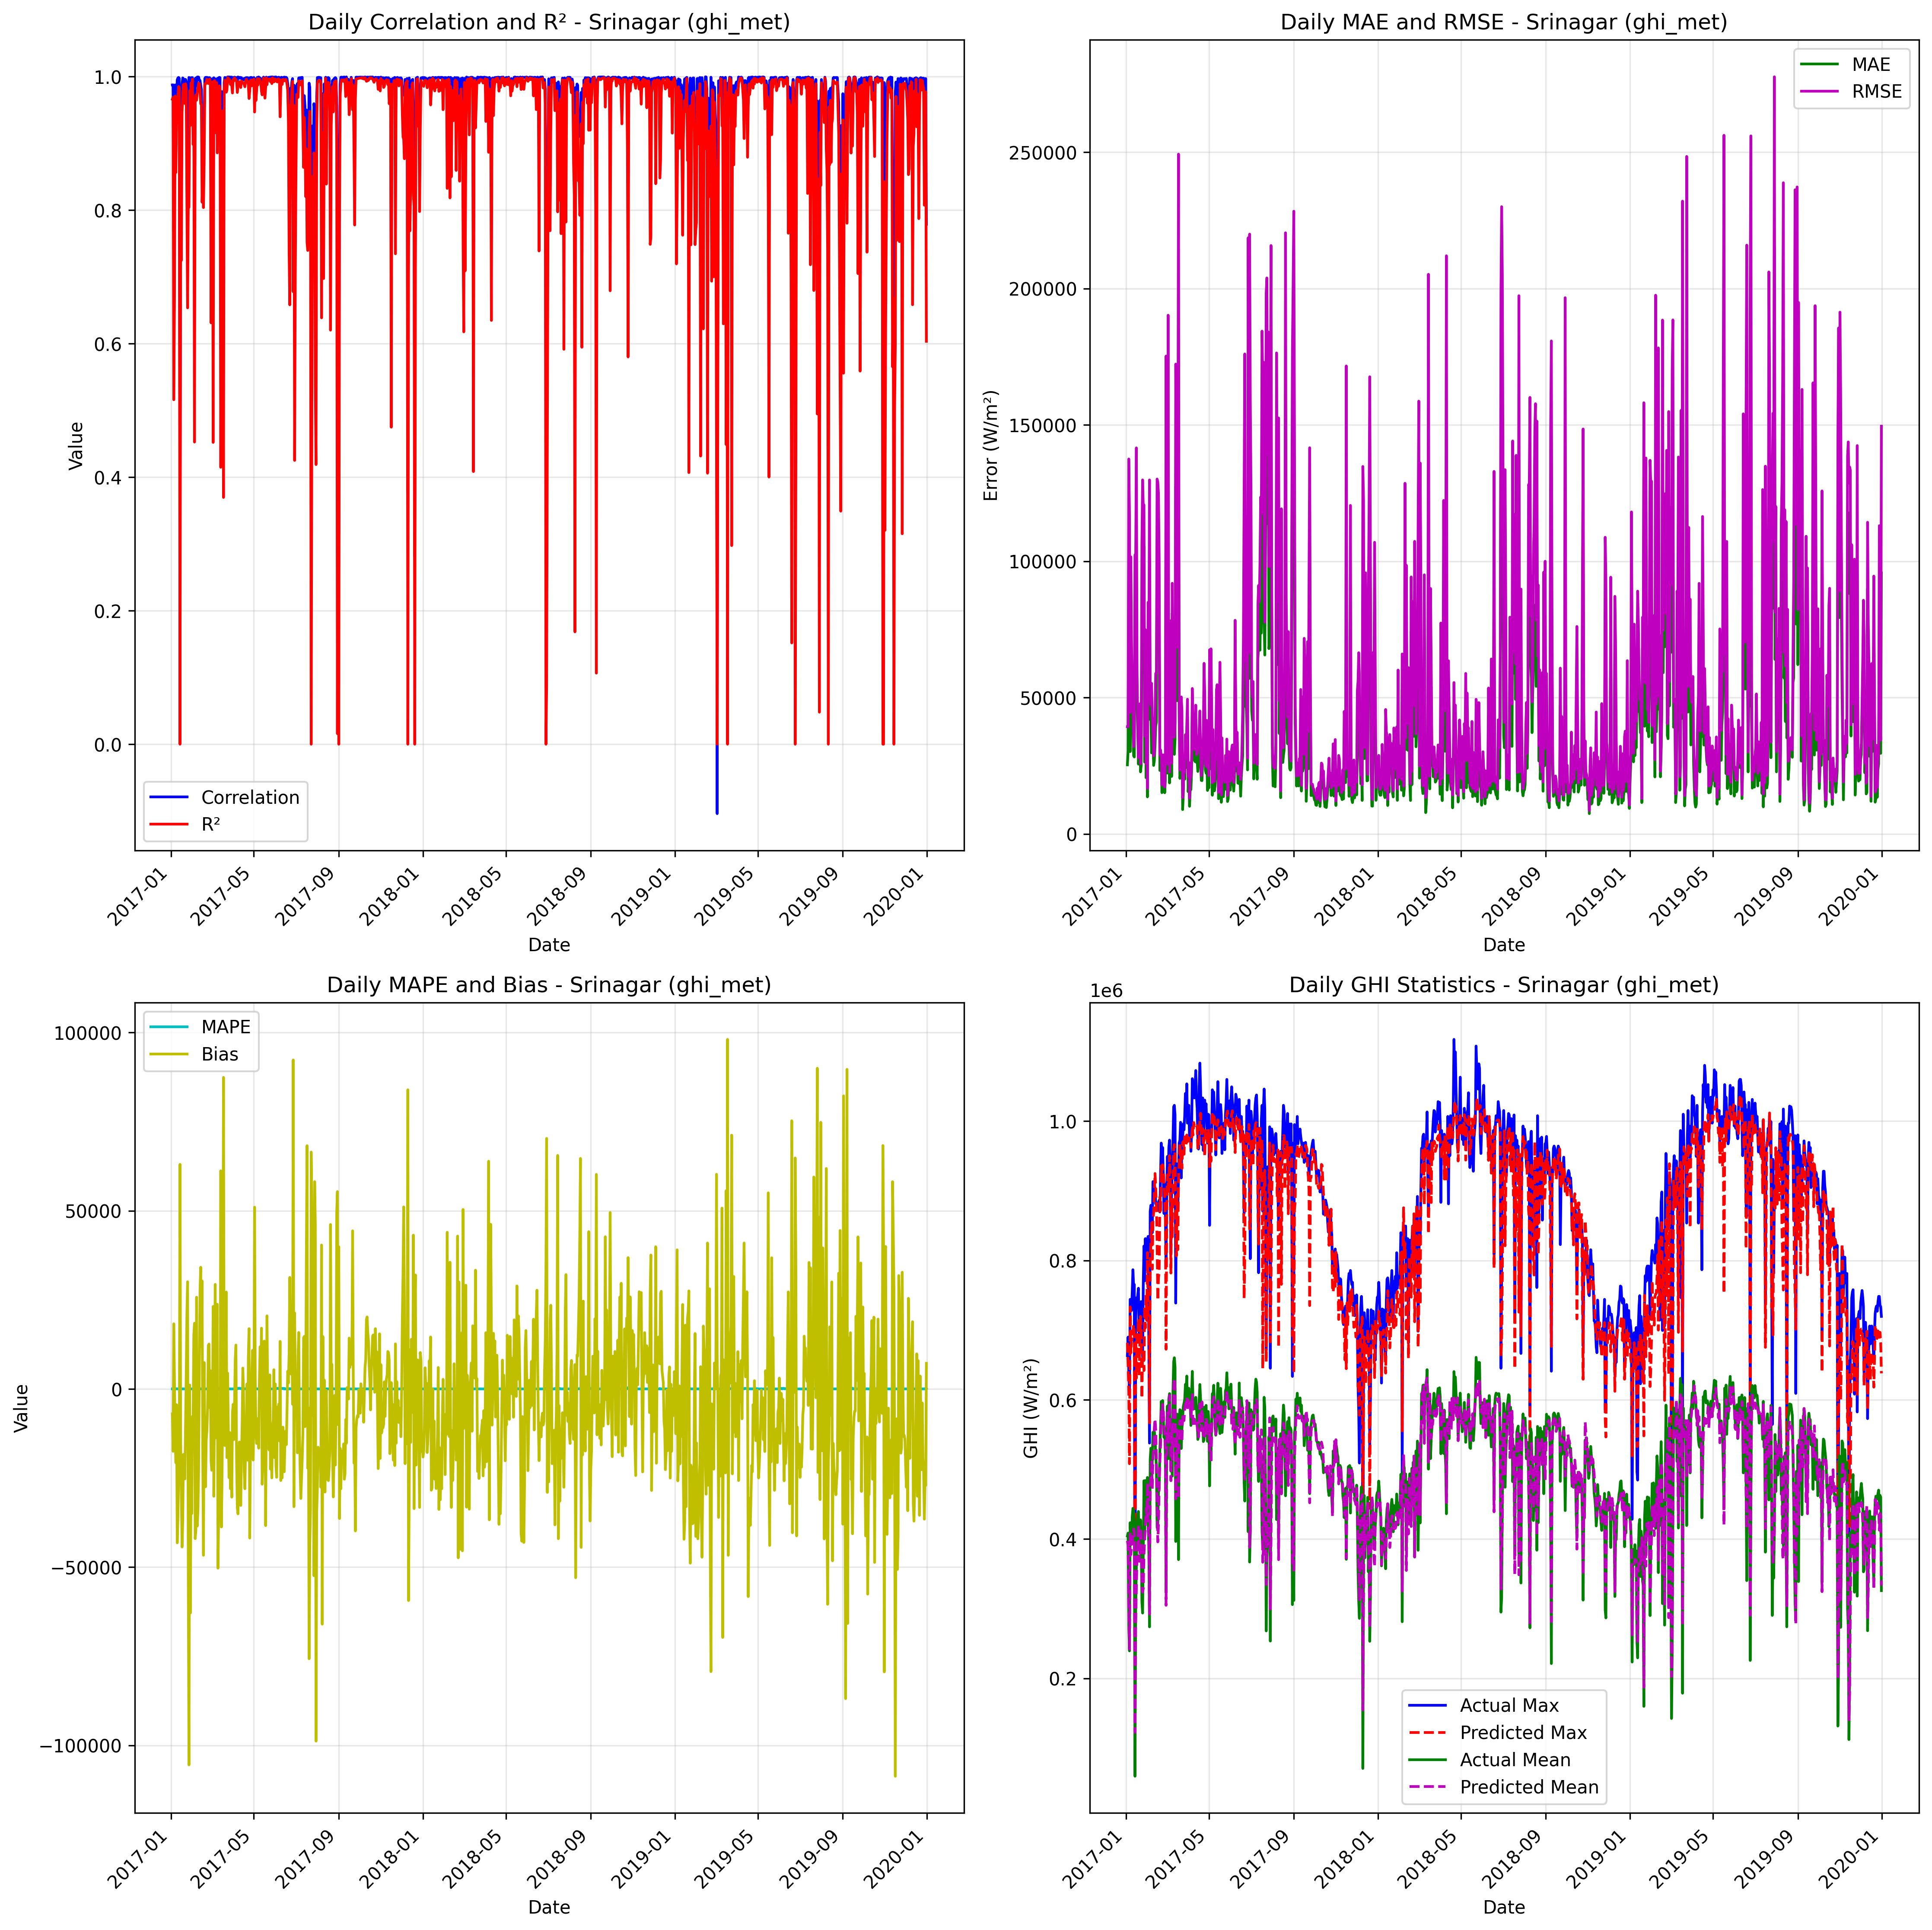 Daily Correlation and R² - Srinagar (ghi_met)
1.0
0.8
0.6
0.4
0.2
0.0
Value
Correlation
R²
2017-01
2017-05
2017-09
2018-01
2018-05
2018-09
2019-01
2019-05
2019-09
2020-01
Date
Daily MAE and RMSE - Srinagar (ghi_met)
MAE
RMSE
250000
200000
150000
100000
50000
0
Error (W/m²)
2017-01
2017-05
2017-09
2018-01
2018-05
2018-09
2019-01
2019-05
2019-09
2020-01
Date
Daily MAPE and Bias - Srinagar (ghi_met)
MAPE
Bias
100000
50000
0
−50000
−100000
Value
2017-01
2017-05
2017-09
2018-01
2018-05
2018-09
2019-01
2019-05
2019-09
2020-01
Date
Daily GHI Statistics - Srinagar (ghi_met)
1e6
1.0
0.8
0.6
0.4
0.2
GHI (W/m²)
Actual Max
Predicted Max
Actual Mean
Predicted Mean
2017-01
2017-05
2017-09
2018-01
2018-05
2018-09
2019-01
2019-05
2019-09
2020-01
Date